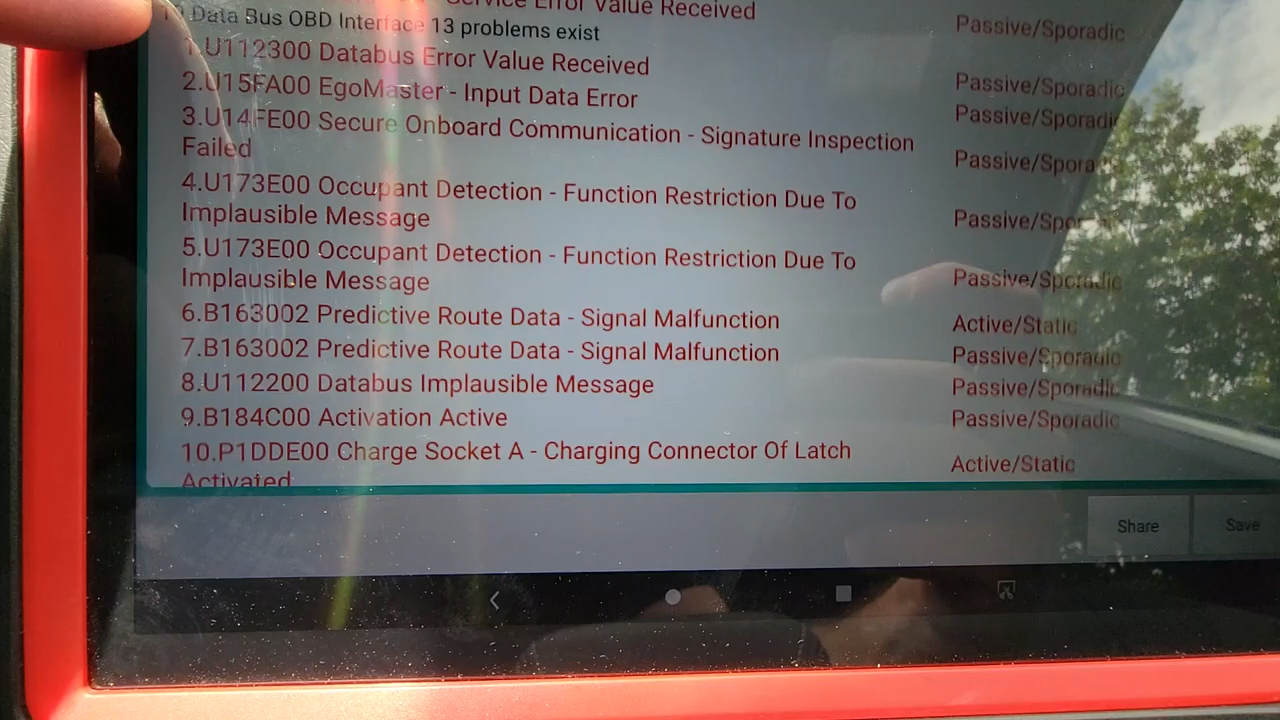 Service Error Value Received
Data Bus OBD Interface 13 problems exist
Passive/Sporadic
1.U112300 Databus Error Value Received
Passive/Sporadic
2.U15FA00 EgoMaster - Input Data Error
Passive/Sporadic
3.U14FE00 Secure Onboard Communication - Signature Inspection
Failed
Passive/Sporadic
4.U173E00 Occupant Detection - Function Restriction Due To
Implausible Message
Passive/Sporadic
5.U173E00 Occupant Detection - Function Restriction Due To
Implausible Message
Passive/Sporadic
6.B163002 Predictive Route Data - Signal Malfunction
Active/Static
7.B163002 Predictive Route Data - Signal Malfunction
Passive/Sporadic
8.U112200 Databus Implausible Message
Passive/Sporadic
9.B184C00 Activation Active
Passive/Sporadic
10.P1DDE00 Charge Socket A - Charging Connector Of Latch
Activated
Active/Static
Share
Save